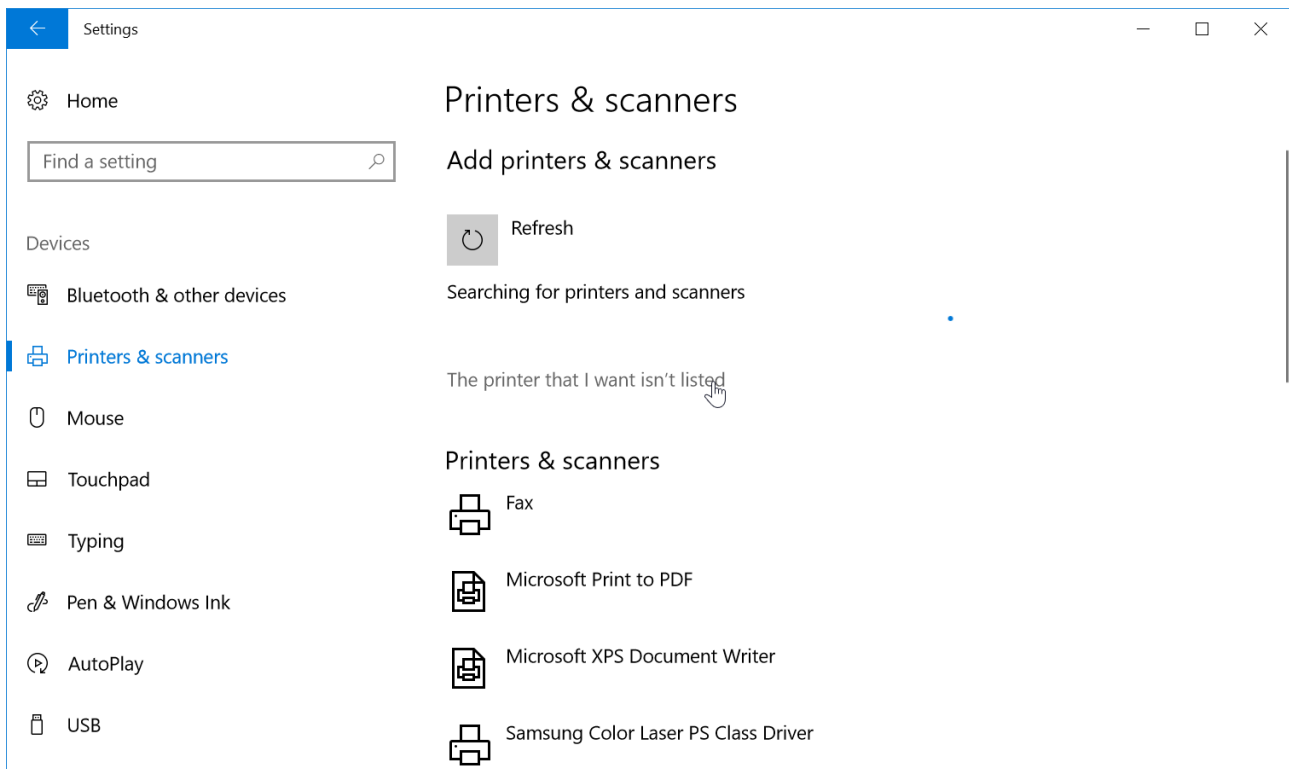 Settings
Home
Find a setting
Devices
Bluetooth & other devices
Printers & scanners
Mouse
Touchpad
Typing
Pen & Windows Ink
AutoPlay
USB
Printers & scanners
Add printers & scanners
Refresh
Searching for printers and scanners
The printer that I want isn’t listed
Printers & scanners
Fax
Microsoft Print to PDF
Microsoft XPS Document Writer
Samsung Color Laser PS Class Driver